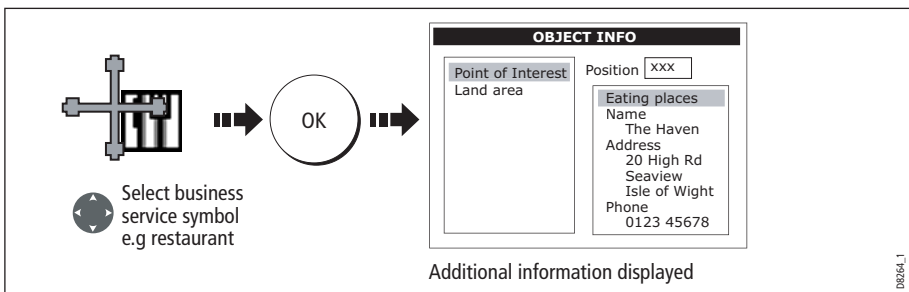 Select business
service symbol
e.g restaurant
OK
OBJECT INFO
Point of Interest
Land area
Position xxx
Eating places
Name
The Haven
Address
20 High Rd
Seaview
Isle of Wight
Phone
0123 45678
Additional information displayed
D8264_1